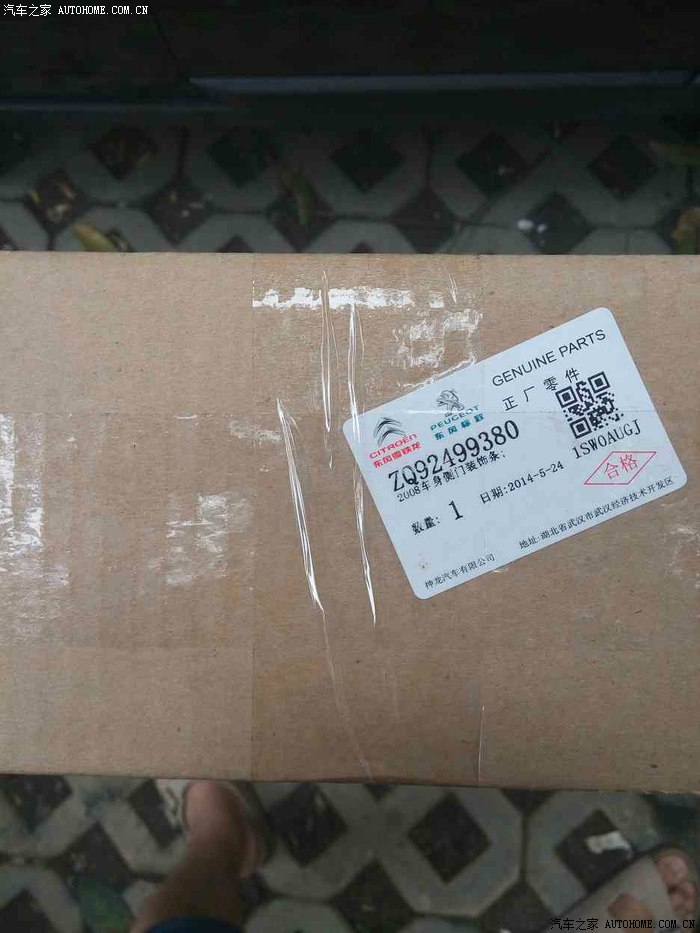 汽车之家 AUTOHOME.COM.CN
GENUINE PARTS
正厂零件
CITROËN
东风雪铁龙
PEUGEOT
东风标致
ZQ92499380
1SWOAUGJ
2008车身侧门装饰条;
数量: 1
日期:2014-5-24
合格
神龙汽车有限公司
地址:湖北省武汉市武汉经济技术开发区
汽车之家 AUTOHOME.COM.CN